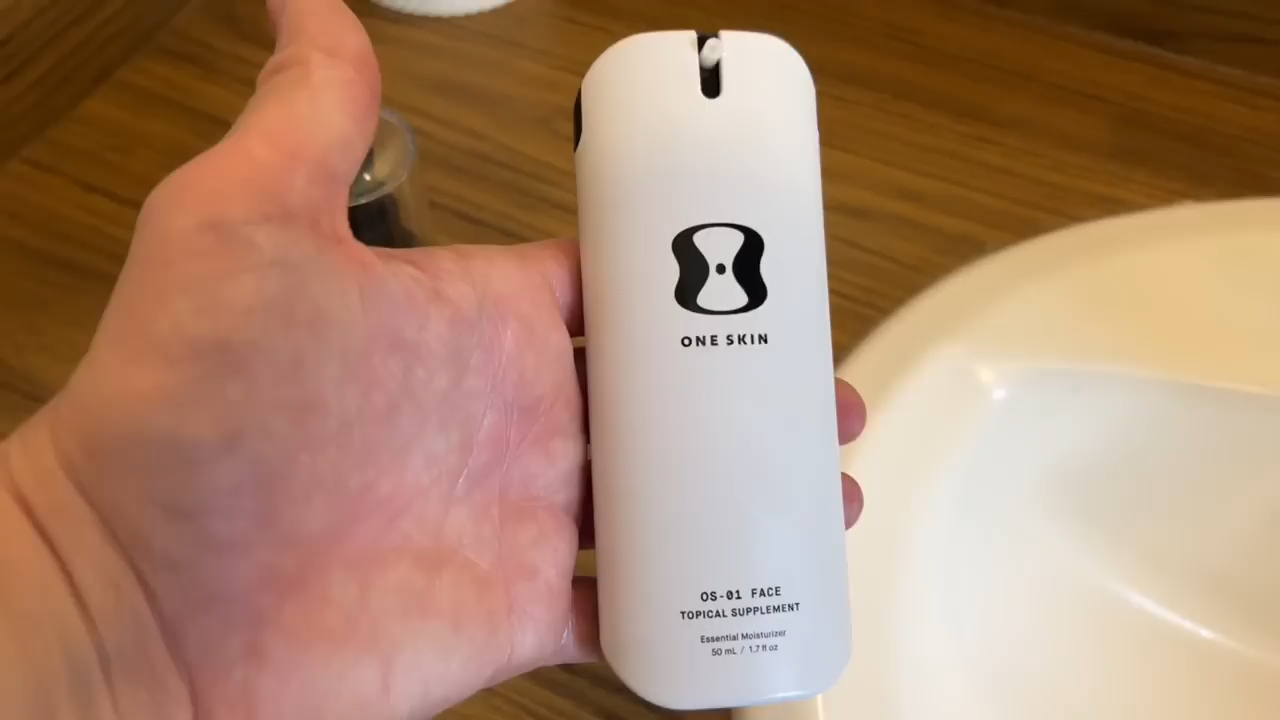 ONE SKIN
OS-01 FACE
TOPICAL SUPPLEMENT
Essential Moisturizer
50 mL / 1.7 fl oz